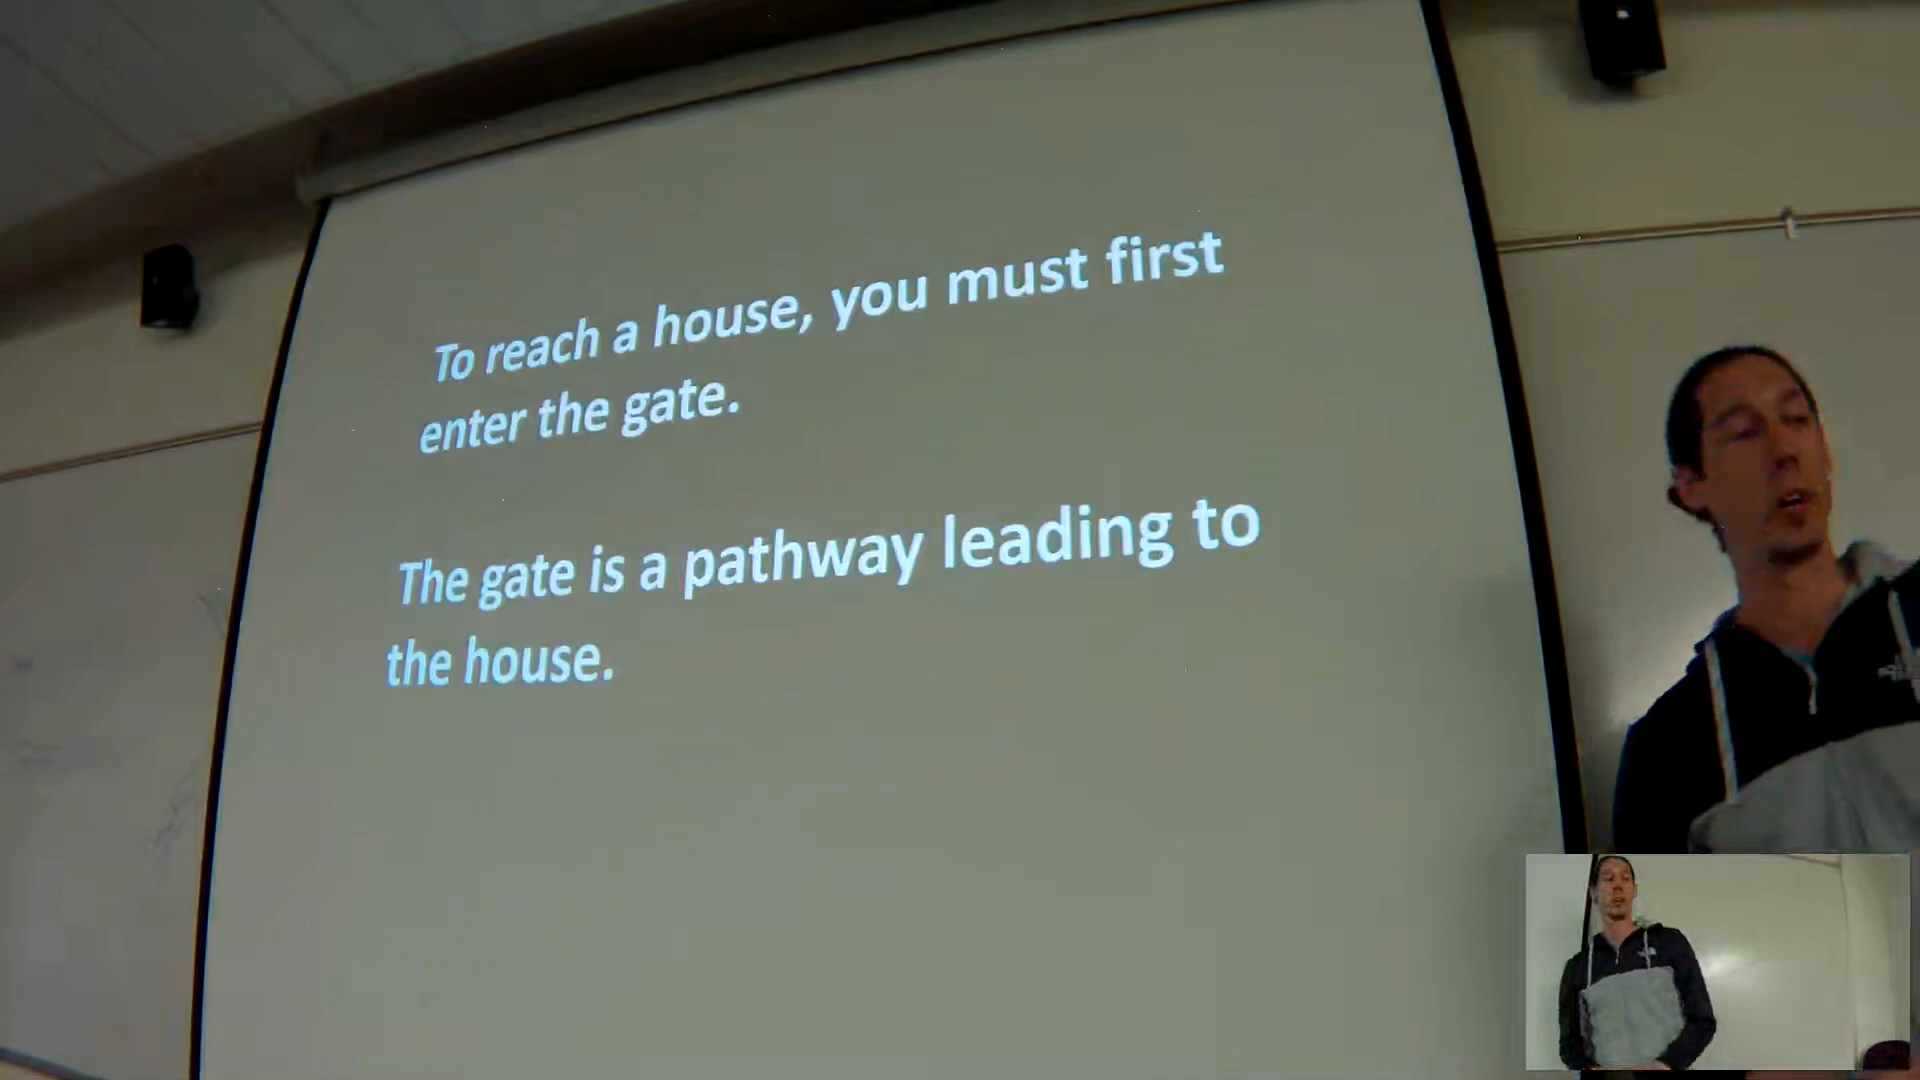 To reach a house, you must first
enter the gate.
The gate is a pathway leading to
the house.